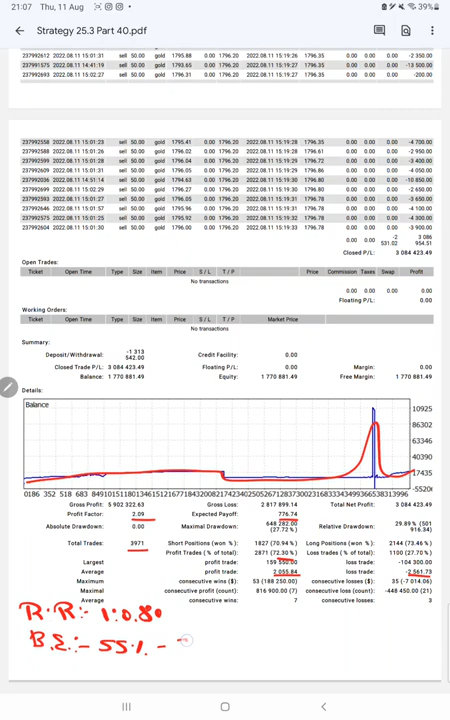 21:07 Thu, 11 Aug
39%
Strategy 25.3 Part 40.pdf
237992612 2022.08.11 15:01:31 sell 50.00 gold 1795.88 0.00 1796.20 2022.08.11 15:19:26 1796.35 0.00 0.00 0.00 -2 350.00
237991575 2022.08.11 14:41:19 sell 50.00 gold 1793.65 0.00 1796.20 2022.08.11 15:19:27 1796.35 0.00 0.00 0.00 -13 500.00
237992693 2022.08.11 15:02:27 sell 50.00 gold 1796.31 0.00 1796.20 2022.08.11 15:19:27 1796.35 0.00 0.00 0.00 -200.00
237992558 2022.08.11 15:01:23 sell 50.00 gold 1795.41 0.00 1796.20 2022.08.11 15:19:28 1796.35 0.00 0.00 0.00 -4 700.00
237992588 2022.08.11 15:01:26 sell 50.00 gold 1796.02 0.00 1796.20 2022.08.11 15:19:28 1796.61 0.00 0.00 0.00 -2 950.00
237992599 2022.08.11 15:01:28 sell 50.00 gold 1796.04 0.00 1796.20 2022.08.11 15:19:29 1796.72 0.00 0.00 0.00 -3 400.00
237992609 2022.08.11 15:01:31 sell 50.00 gold 1796.05 0.00 1796.20 2022.08.11 15:19:29 1796.86 0.00 0.00 0.00 -4 050.00
237992036 2022.08.11 14:51:14 sell 50.00 gold 1794.63 0.00 1796.20 2022.08.11 15:19:30 1796.80 0.00 0.00 0.00 -10 850.00
237992699 2022.08.11 15:02:29 sell 50.00 gold 1796.27 0.00 1796.20 2022.08.11 15:19:30 1796.80 0.00 0.00 0.00 -2 650.00
237992593 2022.08.11 15:01:27 sell 50.00 gold 1796.05 0.00 1796.20 2022.08.11 15:19:31 1796.78 0.00 0.00 0.00 -3 650.00
237992646 2022.08.11 15:01:57 sell 50.00 gold 1795.96 0.00 1796.20 2022.08.11 15:19:31 1796.78 0.00 0.00 0.00 -4 100.00
237992575 2022.08.11 15:01:25 sell 50.00 gold 1795.92 0.00 1796.20 2022.08.11 15:19:32 1796.78 0.00 0.00 0.00 -4 300.00
237992604 2022.08.11 15:01:30 sell 50.00 gold 1796.00 0.00 1796.20 2022.08.11 15:19:33 1796.78 0.00 0.00 0.00 -3 900.00
0.00 0.00 -2 531.02 3 086 954.51
Closed P/L: 3 084 423.49
Open Trades:
Ticket Open Time Type Size Item Price S / L T / P Price Commission Taxes Swap Profit
No transactions
0.00 0.00 0.00 0.00
Floating P/L: 0.00
Working Orders:
Ticket Open Time Type Size Item Price S / L T / P Market Price
No transactions
Summary:
Deposit/Withdrawal: -1 313 542.00 Credit Facility: 0.00
Closed Trade P/L: 3 084 423.49 Floating P/L: 0.00 Margin: 0.00
Balance: 1 770 881.49 Equity: 1 770 881.49 Free Margin: 1 770 881.49
Details:
Balance
10925
86302
63346
40390
17435
-55200
Gross Profit: 5 902 322.63 Gross Loss: 2 817 899.14 Total Net Profit: 3 084 423.49
Profit Factor: 2.09 Expected Payoff: 776.74
Absolute Drawdown: 0.00 Maximal Drawdown: 648 282.00 (27.72 %) Relative Drawdown: 29.89 % (501 916.34)
Total Trades: 3971 Short Positions (won %): 1827 (70.94 %) Long Positions (won %): 2144 (73.46 %)
Profit Trades (% of total): 2871 (72.30 %) Loss trades (% of total): 1100 (27.70 %)
Largest profit trade: 159 550.00 loss trade: -104 300.00
Average profit trade: 2 055.84 loss trade: -2 561.73
Maximum consecutive wins ($): 53 (188 250.00) consecutive losses ($): 35 (-7 014.06)
Maximal consecutive profit (count): 816 900.00 (7) consecutive loss (count): -448 450.00 (21)
Average consecutive wins: 7 consecutive losses: 3
R.R:- 1:0.80
B.E:- 55% -